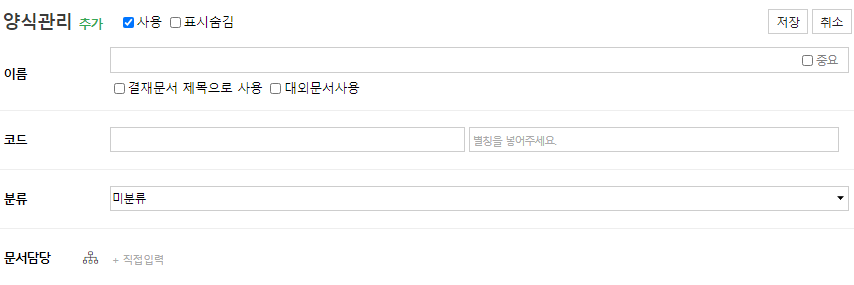 양식관리 추가 사용 표시숨김 저장 취소
이름 중요
결재문서 제목으로 사용 대외문서사용
코드 별칭을 넣어주세요.
분류 미분류
문서담당 + 직접입력